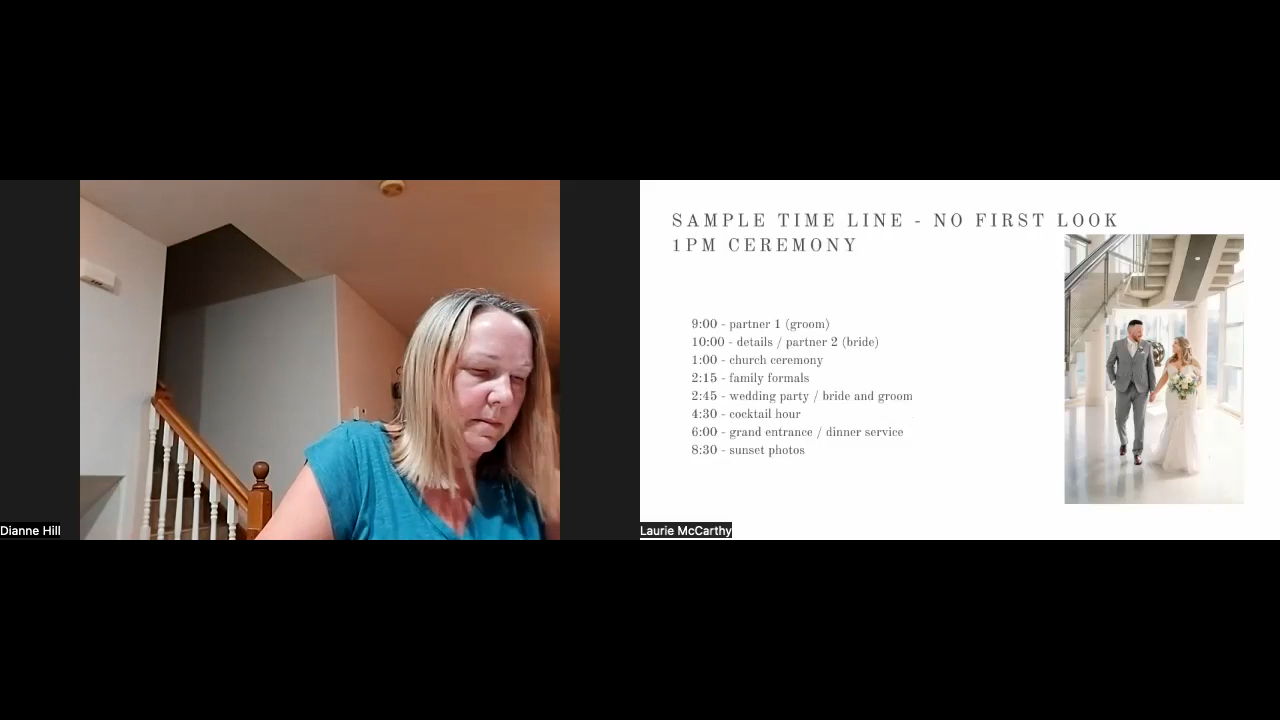 SAMPLE TIME LINE - NO FIRST LOOK
1PM CEREMONY
9:00 - partner 1 (groom)
10:00 - details / partner 2 (bride)
1:00 - church ceremony
2:15 - family formals
2:45 - wedding party / bride and groom
4:30 - cocktail hour
6:00 - grand entrance / dinner service
8:30 - sunset photos
Dianne Hill
Laurie McCarthy